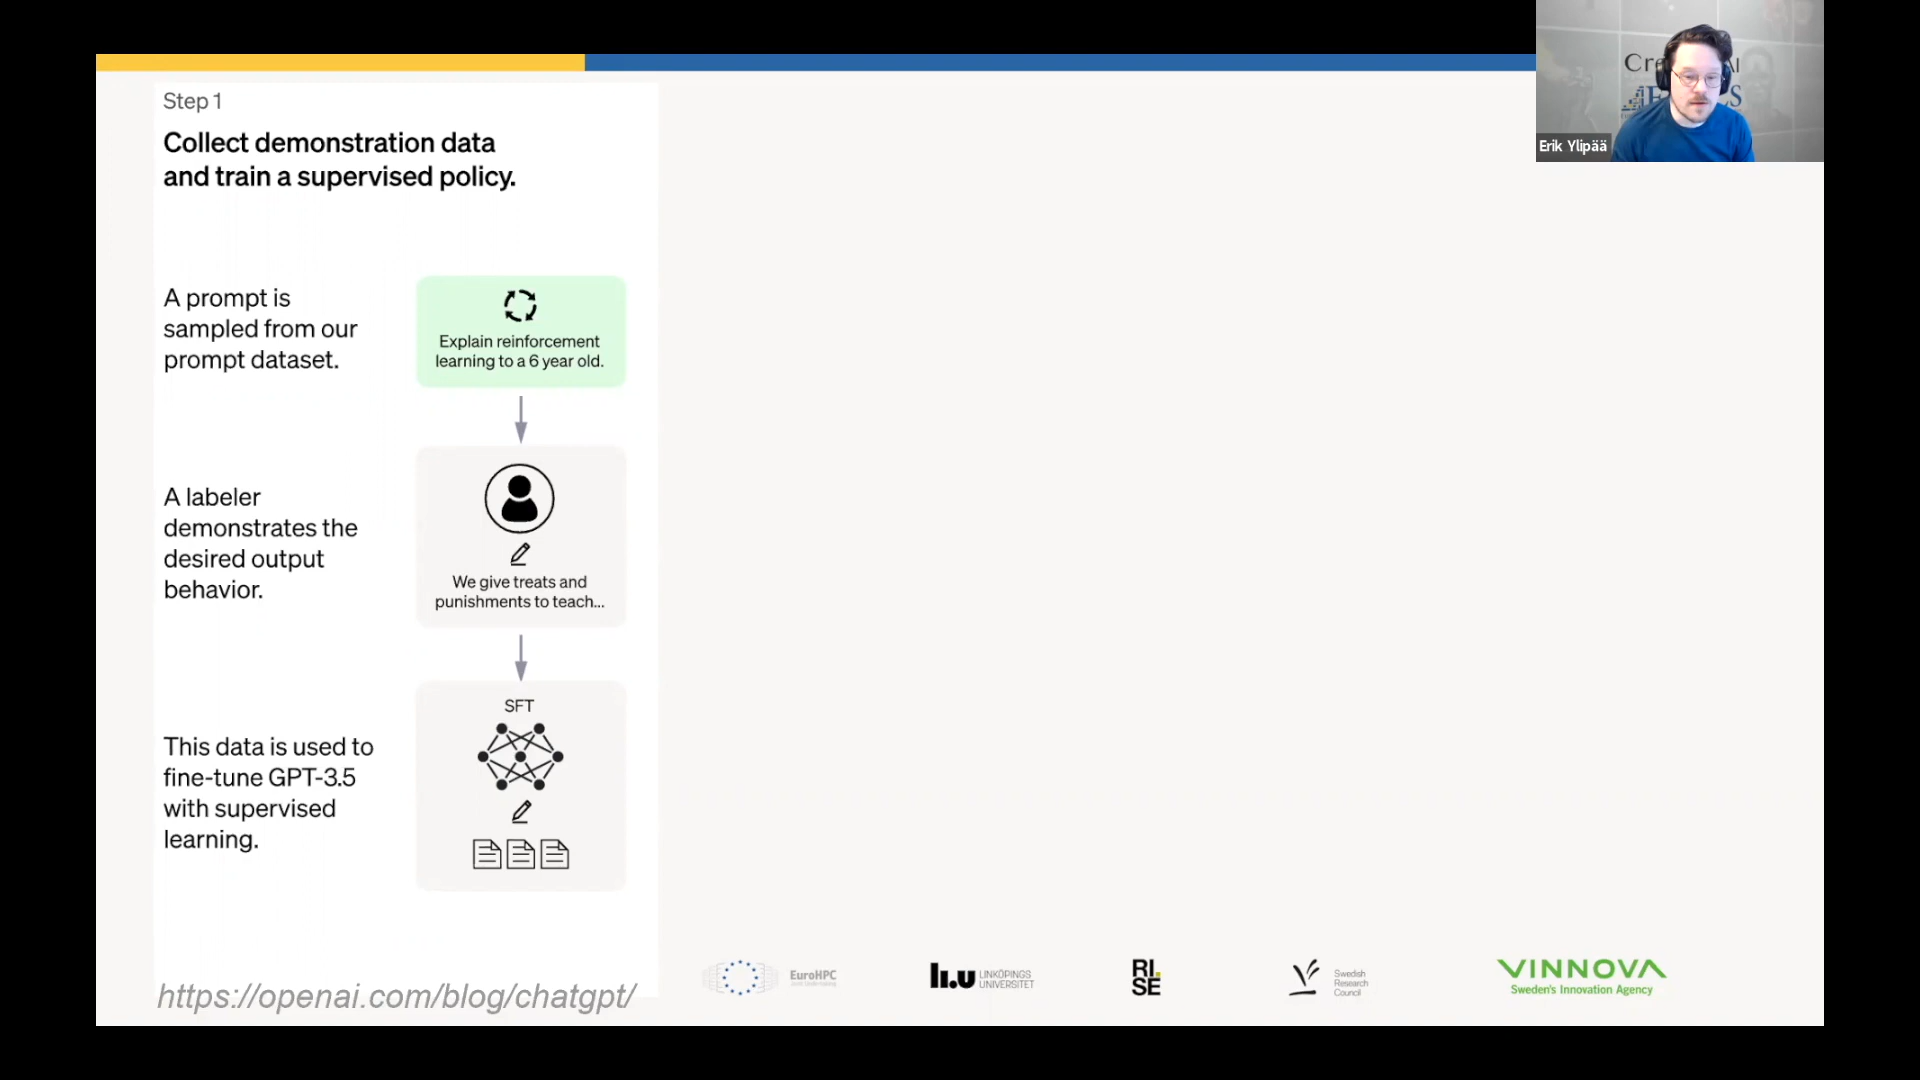 Step 1
Collect demonstration data
and train a supervised policy.
A prompt is
sampled from our
prompt dataset.
Explain reinforcement
learning to a 6 year old.
A labeler
demonstrates the
desired output
behavior.
We give treats and
punishments to teach...
This data is used to
fine-tune GPT-3.5
with supervised
learning.
SFT
https://openai.com/blog/chatgpt/
EuroHPC
li.u LINKÖPINGS
UNIVERSITET
RI.
SE
Swedish
Research
Council
VINNOVA
Sweden's Innovation Agency
Erik Ylipää